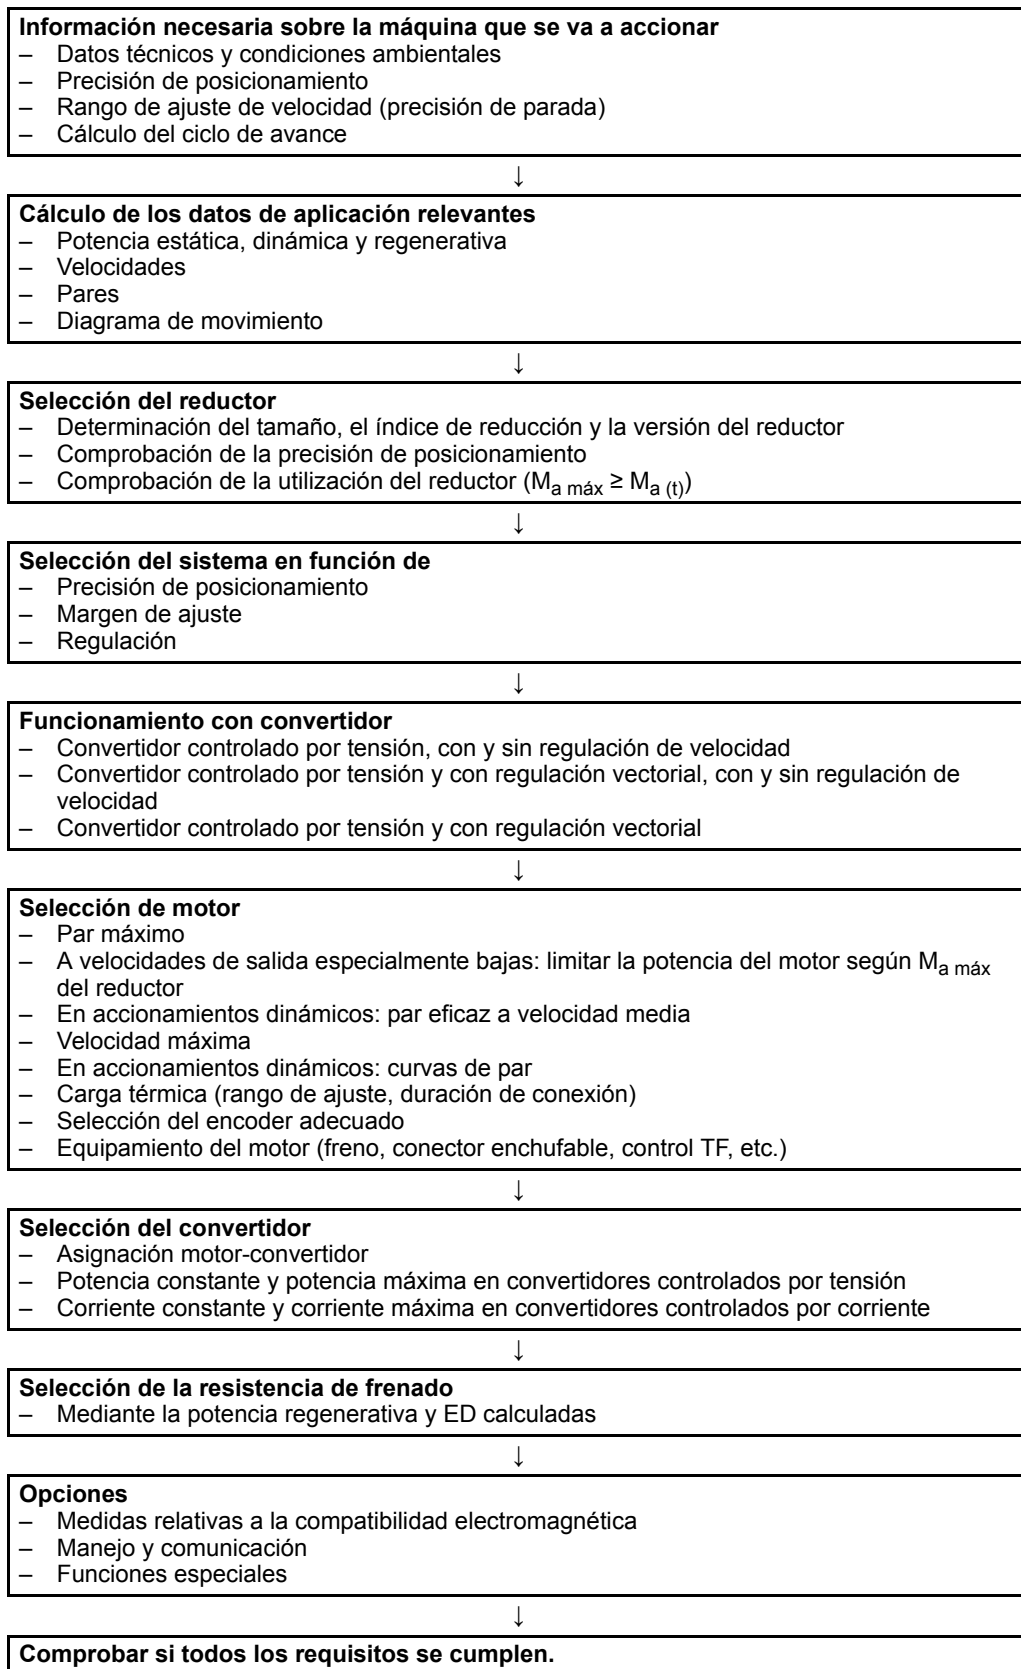 Información necesaria sobre la máquina que se va a accionar
– Datos técnicos y condiciones ambientales
– Precisión de posicionamiento
– Rango de ajuste de velocidad (precisión de parada)
– Cálculo del ciclo de avance
↓
Cálculo de los datos de aplicación relevantes
– Potencia estática, dinámica y regenerativa
– Velocidades
– Pares
– Diagrama de movimiento
↓
Selección del reductor
– Determinación del tamaño, el índice de reducción y la versión del reductor
– Comprobación de la precisión de posicionamiento
– Comprobación de la utilización del reductor (Ma máx ≥ Ma (t))
↓
Selección del sistema en función de
– Precisión de posicionamiento
– Margen de ajuste
– Regulación
↓
Funcionamiento con convertidor
– Convertidor controlado por tensión, con y sin regulación de velocidad
– Convertidor controlado por tensión y con regulación vectorial, con y sin regulación de
velocidad
– Convertidor controlado por tensión y con regulación vectorial
↓
Selección de motor
– Par máximo
– A velocidades de salida especialmente bajas: limitar la potencia del motor según Ma máx
del reductor
– En accionamientos dinámicos: par eficaz a velocidad media
– Velocidad máxima
– En accionamientos dinámicos: curvas de par
– Carga térmica (rango de ajuste, duración de conexión)
– Selección del encoder adecuado
– Equipamiento del motor (freno, conector enchufable, control TF, etc.)
↓
Selección del convertidor
– Asignación motor-convertidor
– Potencia constante y potencia máxima en convertidores controlados por tensión
– Corriente constante y corriente máxima en convertidores controlados por corriente
↓
Selección de la resistencia de frenado
– Mediante la potencia regenerativa y ED calculadas
↓
Opciones
– Medidas relativas a la compatibilidad electromagnética
– Manejo y comunicación
– Funciones especiales
↓
Comprobar si todos los requisitos se cumplen.